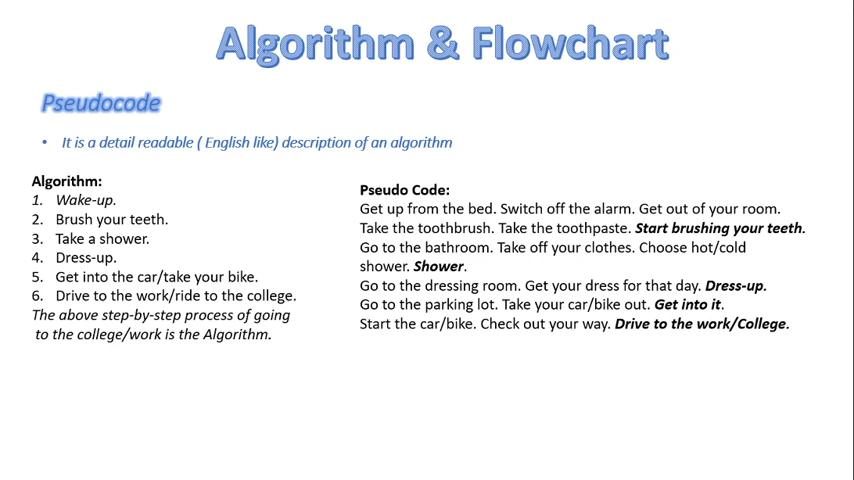 Algorithm & Flowchart
Pseudocode
• It is a detail readable ( English like) description of an algorithm
Algorithm:
1. Wake-up.
2. Brush your teeth.
3. Take a shower.
4. Dress-up.
5. Get into the car/take your bike.
6. Drive to the work/ride to the college.
The above step-by-step process of going
to the college/work is the Algorithm.
Pseudo Code:
Get up from the bed. Switch off the alarm. Get out of your room.
Take the toothbrush. Take the toothpaste. Start brushing your teeth.
Go to the bathroom. Take off your clothes. Choose hot/cold
shower. Shower.
Go to the dressing room. Get your dress for that day. Dress-up.
Go to the parking lot. Take your car/bike out. Get into it.
Start the car/bike. Check out your way. Drive to the work/College.